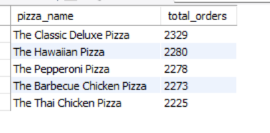 pizza_name total_orders
The Classic Deluxe Pizza 2329
The Hawaiian Pizza 2280
The Pepperoni Pizza 2278
The Barbecue Chicken Pizza 2273
The Thai Chicken Pizza 2225